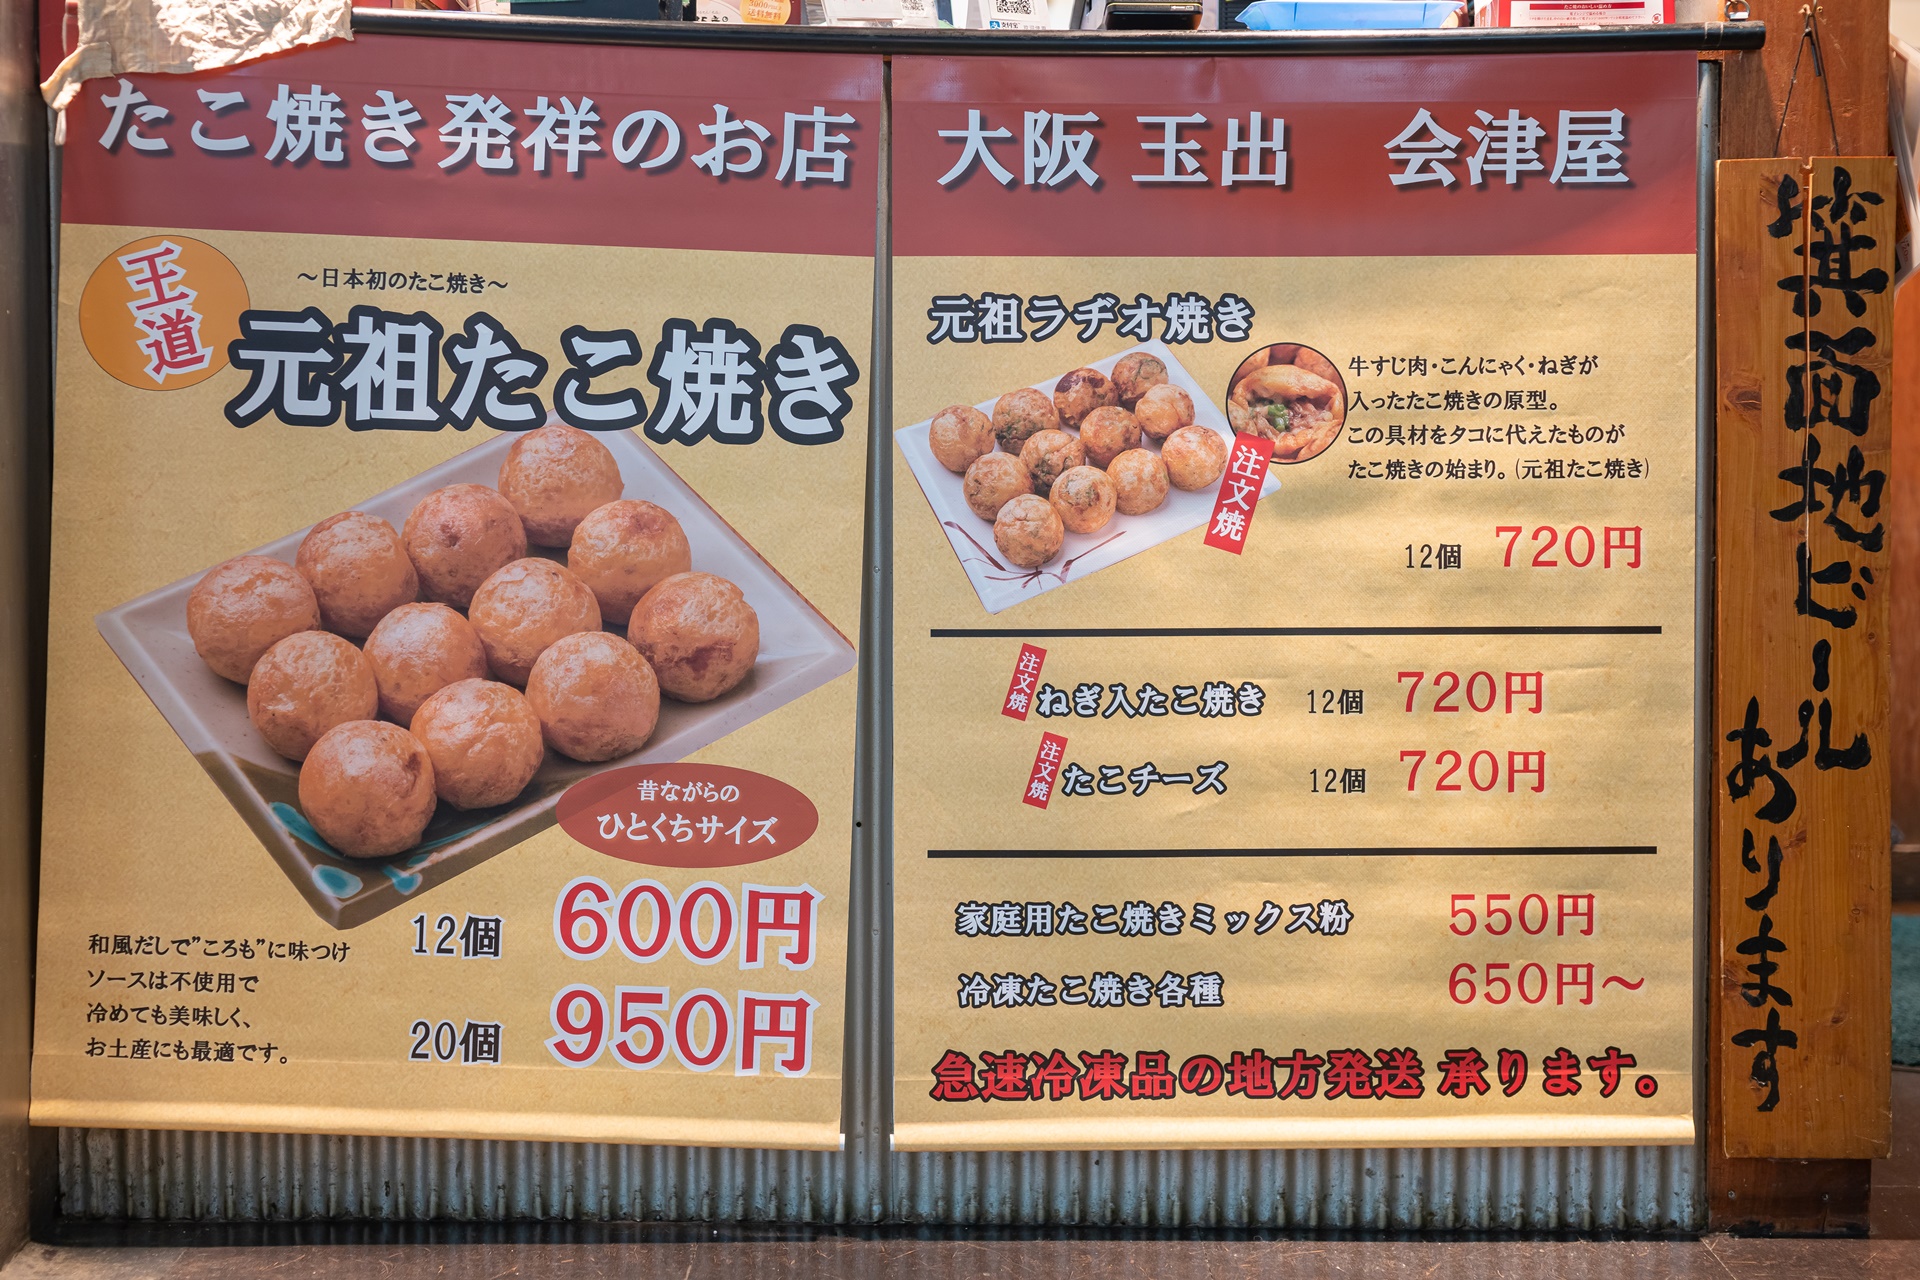 たこ焼き発祥のお店
王道
～日本初のたこ焼き～
元祖たこ焼き
昔ながらの
ひとくちサイズ
和風だしで"ころも"に味つけ
ソースは不使用で
冷めても美味しく、
お土産にも最適です。
12個 600円
20個 950円
大阪 玉出 会津屋
元祖ラヂオ焼き
牛すじ肉・こんにゃく・ねぎが
入ったたこ焼きの原型。
この具材をタコに代えたものが
たこ焼きの始まり。(元祖たこ焼き)
注文焼
12個 720円
注文焼 ねぎ入たこ焼き 12個 720円
注文焼 たこチーズ 12個 720円
家庭用たこ焼きミックス粉 550円
冷凍たこ焼き各種 650円～
急速冷凍品の地方発送 承ります。
箕面地ビール
あります